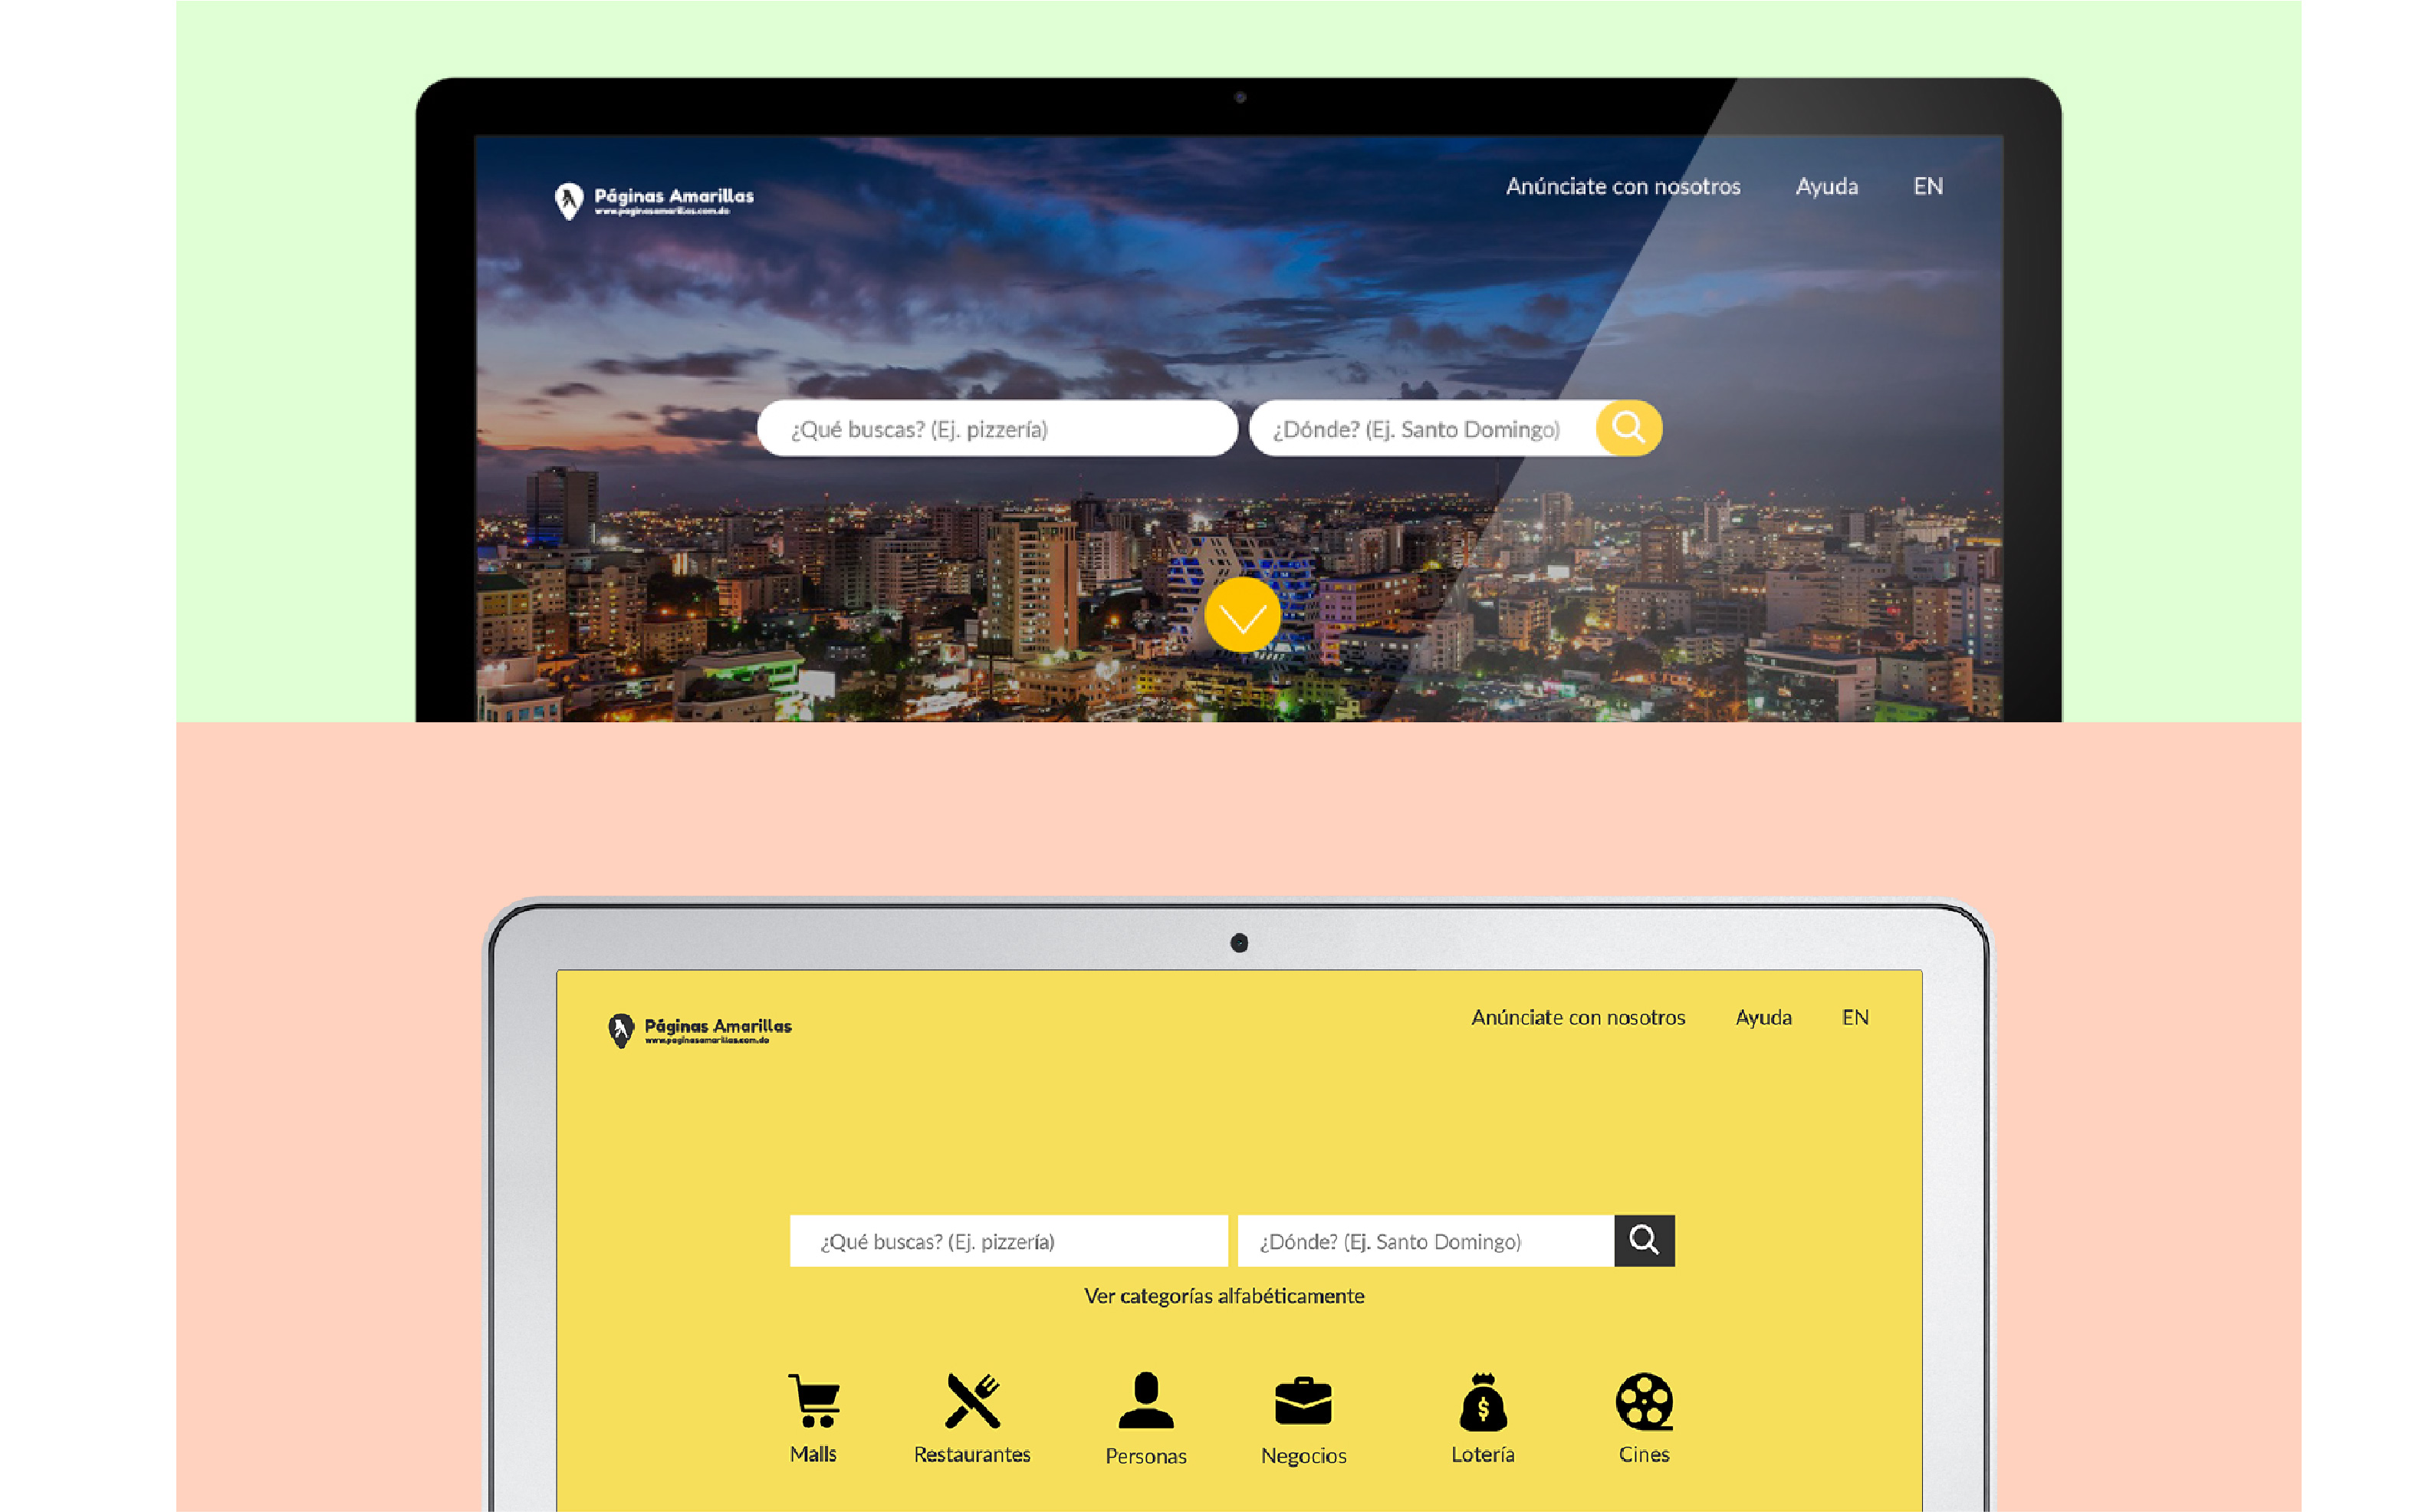 Páginas Amarillas
www.paginasamarillas.com.do
Anúnciate con nosotros
Ayuda
EN
¿Qué buscas? (Ej. pizzería)
¿Dónde? (Ej. Santo Domingo)
Páginas Amarillas
www.paginasamarillas.com.do
Anúnciate con nosotros
Ayuda
EN
¿Qué buscas? (Ej. pizzería)
¿Dónde? (Ej. Santo Domingo)
Ver categorías alfabéticamente
$
Malls
Restaurantes
Personas
Negocios
Lotería
Cines